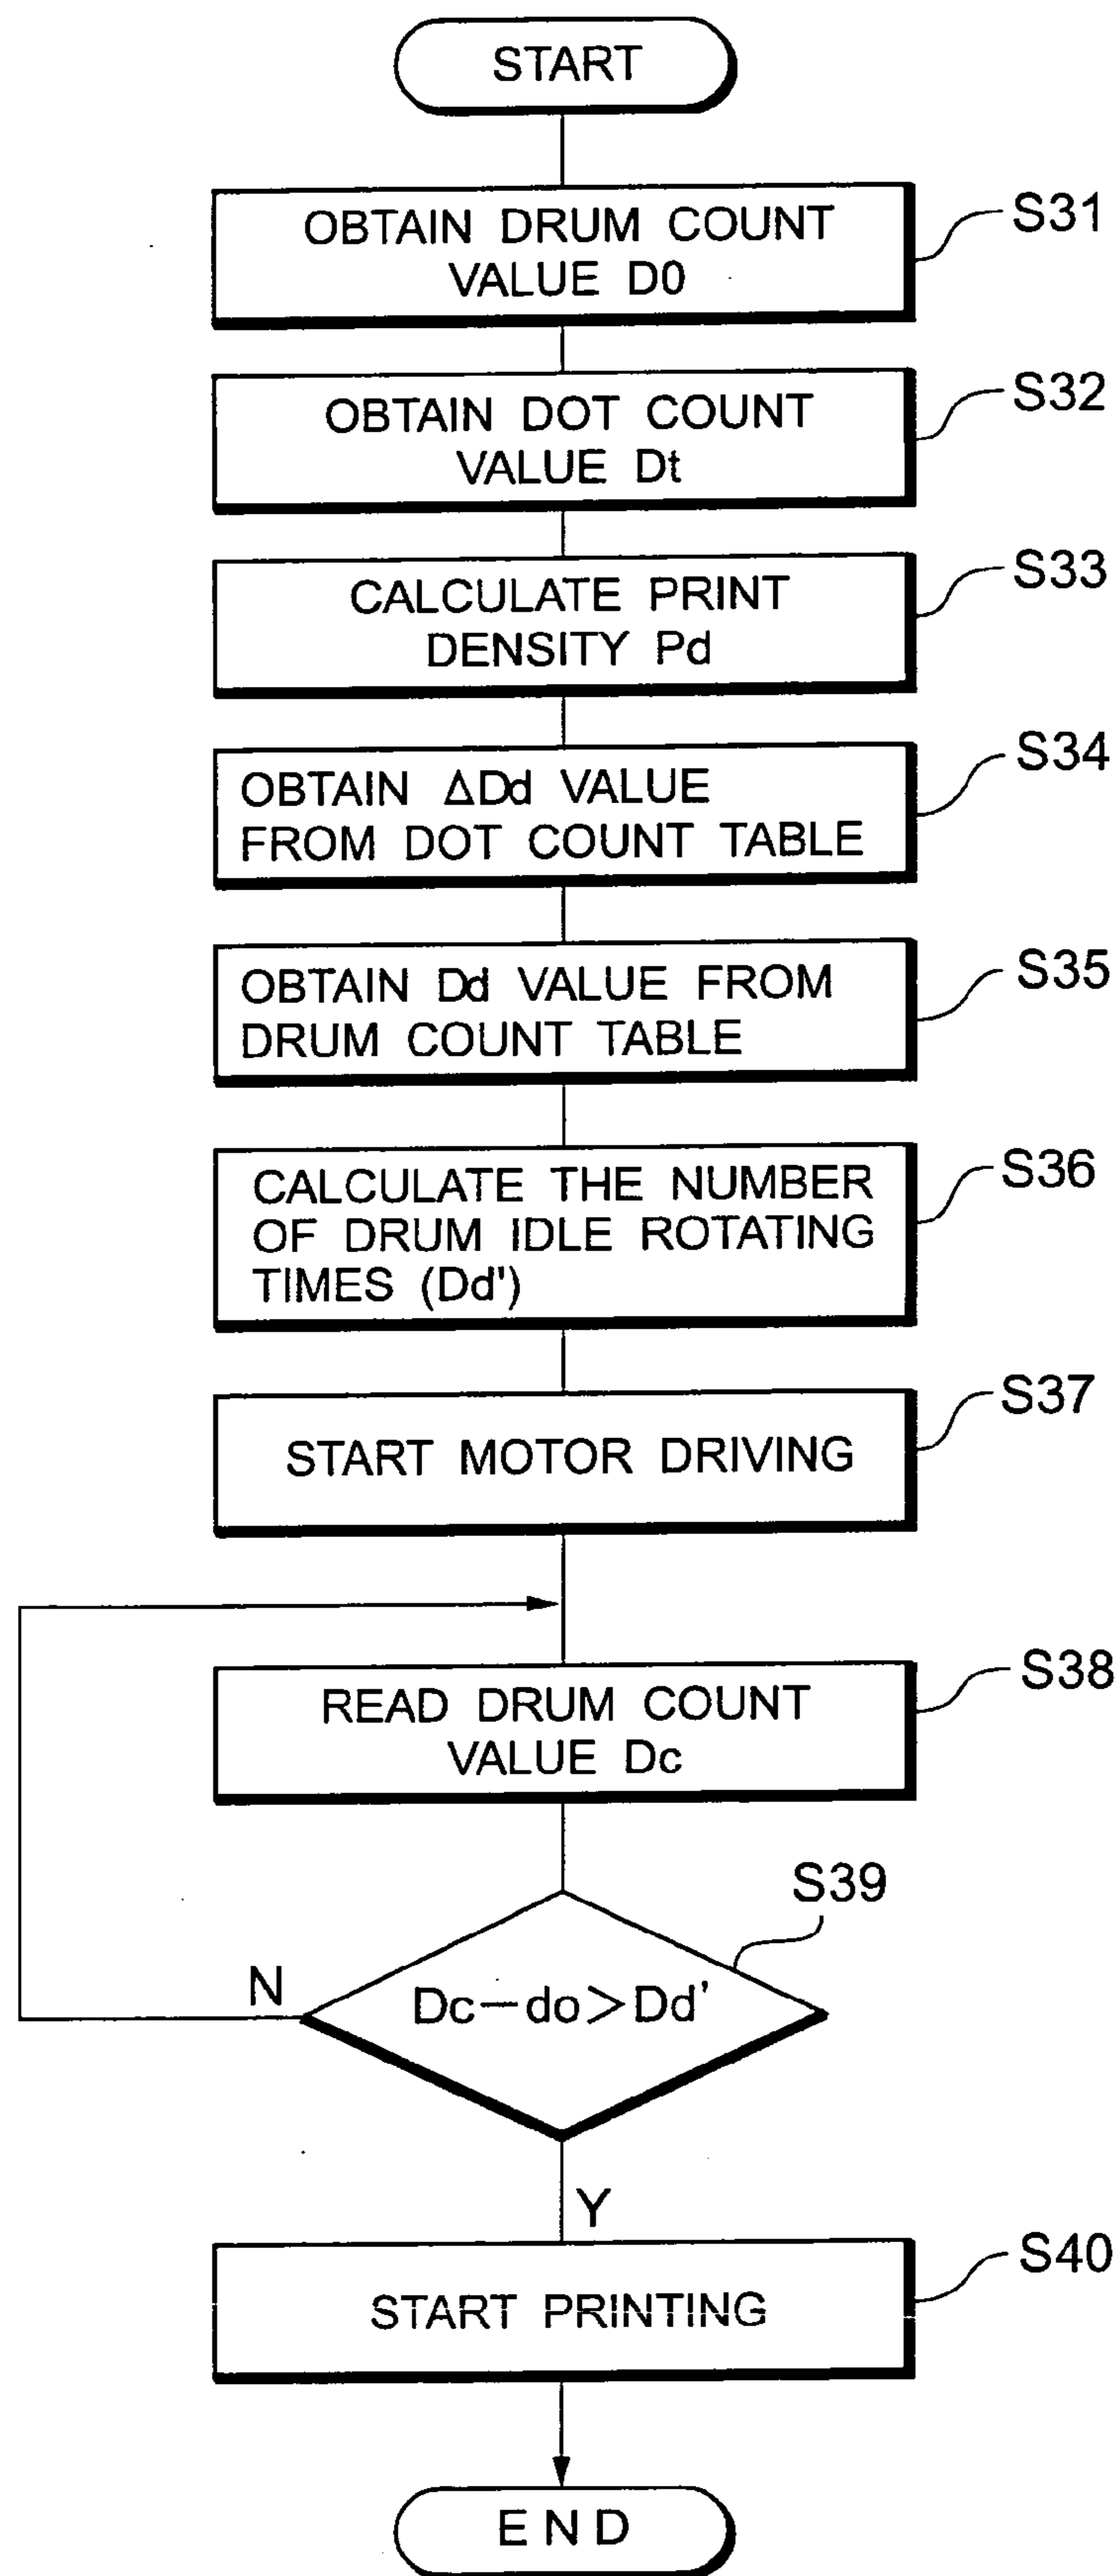 START
OBTAIN DRUM COUNT
VALUE D0
S31
OBTAIN DOT COUNT
VALUE Dt
S32
CALCULATE PRINT
DENSITY Pd
S33
OBTAIN ΔDd VALUE
FROM DOT COUNT TABLE
S34
OBTAIN Dd VALUE FROM
DRUM COUNT TABLE
S35
CALCULATE THE NUMBER
OF DRUM IDLE ROTATING
TIMES (Dd')
S36
START MOTOR DRIVING
S37
READ DRUM COUNT
VALUE Dc
S38
Dc-do>Dd'
S39
N
Y
START PRINTING
S40
END